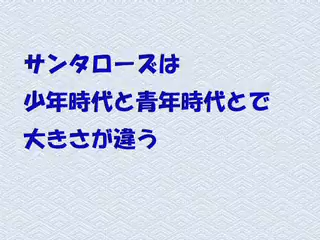 サンタローズは
少年時代と青年時代とで
大きさが違う